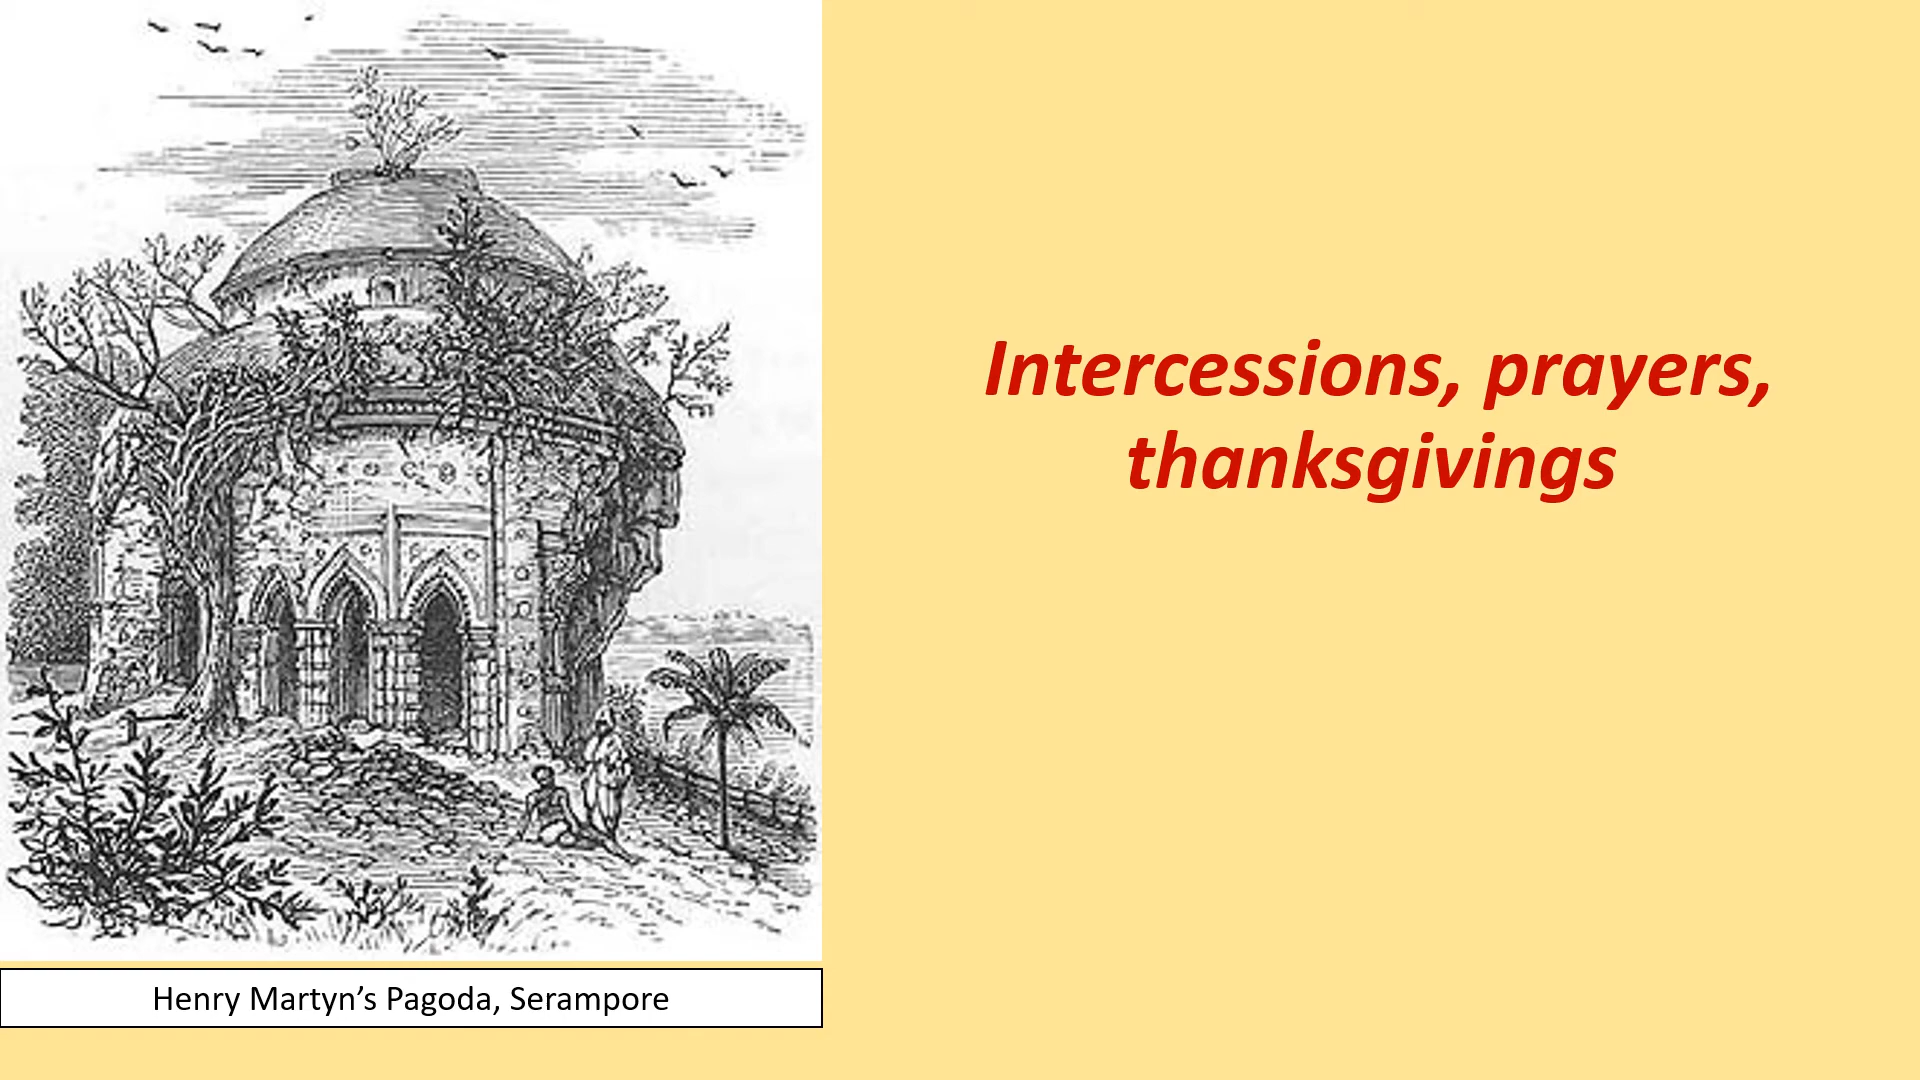 Intercessions, prayers,
thanksgivings
Henry Martyn’s Pagoda, Serampore